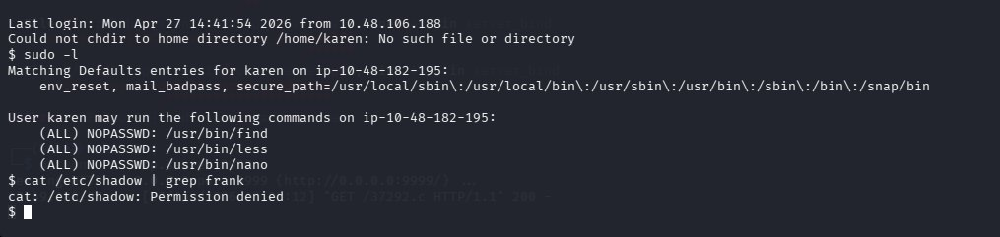 Last login: Mon Apr 27 14:41:54 2026 from 10.48.106.188
Could not chdir to home directory /home/karen: No such file or directory
$ sudo -l
Matching Defaults entries for karen on ip-10-48-182-195:
    env_reset, mail_badpass, secure_path=/usr/local/sbin\:/usr/local/bin\:/usr/sbin\:/usr/bin\:/sbin\:/bin\:/snap/bin

User karen may run the following commands on ip-10-48-182-195:
    (ALL) NOPASSWD: /usr/bin/find
    (ALL) NOPASSWD: /usr/bin/less
    (ALL) NOPASSWD: /usr/bin/nano
$ cat /etc/shadow | grep frank
cat: /etc/shadow: Permission denied
$